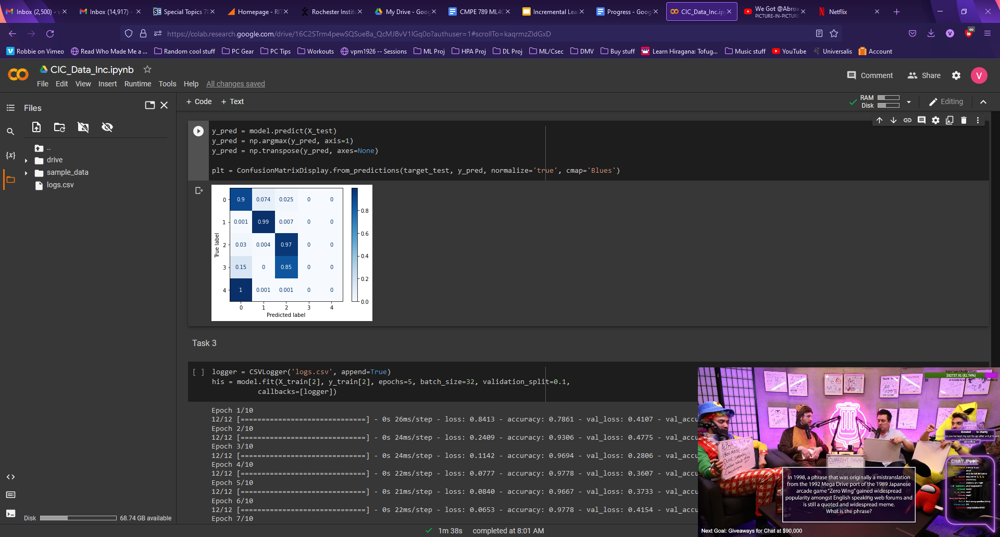 Inbox (2,500) -
Inbox (14,917) -
SE Special Topics 78
Homepage - RIT
Rochester Institu
My Drive - Goog
CMPE 789 ML4C
Incremental Lea
Progress - Goog
CIC_Data_Inc.ip
We Got @Abroa
PICTURE-IN-PICTURE
Netflix
https://colab.research.google.com/drive/16C2STrm4pewSQSueBa_QcMJBvV1IGq0o?authuser=1#scrollTo=kaqrmzZldGxD
Robbie on Vimeo
Read Who Made Me a ...
Random cool stuff
PC Gear
PC Tips
Workouts
vpm1926 -- Sessions
ML Proj
HPA Proj
DL Proj
ML/Csec
DMV
Buy stuff
Learn Hiragana: Tofug...
Music stuff
YouTube
Universalis
Account
CIC_Data_Inc.ipynb
File Edit View Insert Runtime Tools Help All changes saved
Comment
Share
V
Files
+ Code + Text
RAM
Disk
Editing
..
drive
sample_data
logs.csv
y_pred = model.predict(X_test)
y_pred = np.argmax(y_pred, axis=1)
y_pred = np.transpose(y_pred, axes=None)
plt = ConfusionMatrixDisplay.from_predictions(target_test, y_pred, normalize='true', cmap='Blues')
True label
0 0.9 0.074 0.025 0 0
1 0.001 0.99 0.007 0 0
2 0.03 0.004 0.97 0 0
3 0.15 0 0.85 0 0
4 1 0.001 0.001 0 0
0 1 2 3 4
Predicted label
0.8
0.6
0.4
0.2
0.0
Task 3
[ ] logger = CSVLogger('logs.csv', append=True)
his = model.fit(X_train[2], y_train[2], epochs=5, batch_size=32, validation_split=0.1,
callbacks=[logger])
Epoch 1/10
12/12 [==============================] - 0s 26ms/step - loss: 0.8413 - accuracy: 0.7861 - val_loss: 0.4107 - val_accu
Epoch 2/10
12/12 [==============================] - 0s 24ms/step - loss: 0.2409 - accuracy: 0.9306 - val_loss: 0.4775 - val_accu
Epoch 3/10
12/12 [==============================] - 0s 24ms/step - loss: 0.1142 - accuracy: 0.9694 - val_loss: 0.2806 - val_accu
Epoch 4/10
12/12 [==============================] - 0s 22ms/step - loss: 0.0777 - accuracy: 0.9778 - val_loss: 0.3607 - val_accu
Epoch 5/10
12/12 [==============================] - 0s 21ms/step - loss: 0.0840 - accuracy: 0.9667 - val_loss: 0.3733 - val_accu
Epoch 6/10
12/12 [==============================] - 0s 22ms/step - loss: 0.0653 - accuracy: 0.9778 - val_loss: 0.4154 - val_accu
Epoch 7/10
Disk 68.74 GB available
1m 38s completed at 8:01 AM
$82737.91 (82.74%)
$0
donated to charity
ALPHAS
IRON MOUSE
CURRENT SIGMA
CHAT
In 1998, a phrase that was originally a mistranslation
from the 1992 Mega Drive port of the 1989 Japanese
arcade game "Zero Wing" gained widespread
popularity amongst English speaking web forums and
is still a quoted and widespread meme.
What is the phrase?
Next Goal: Giveaways for Chat at $90,000